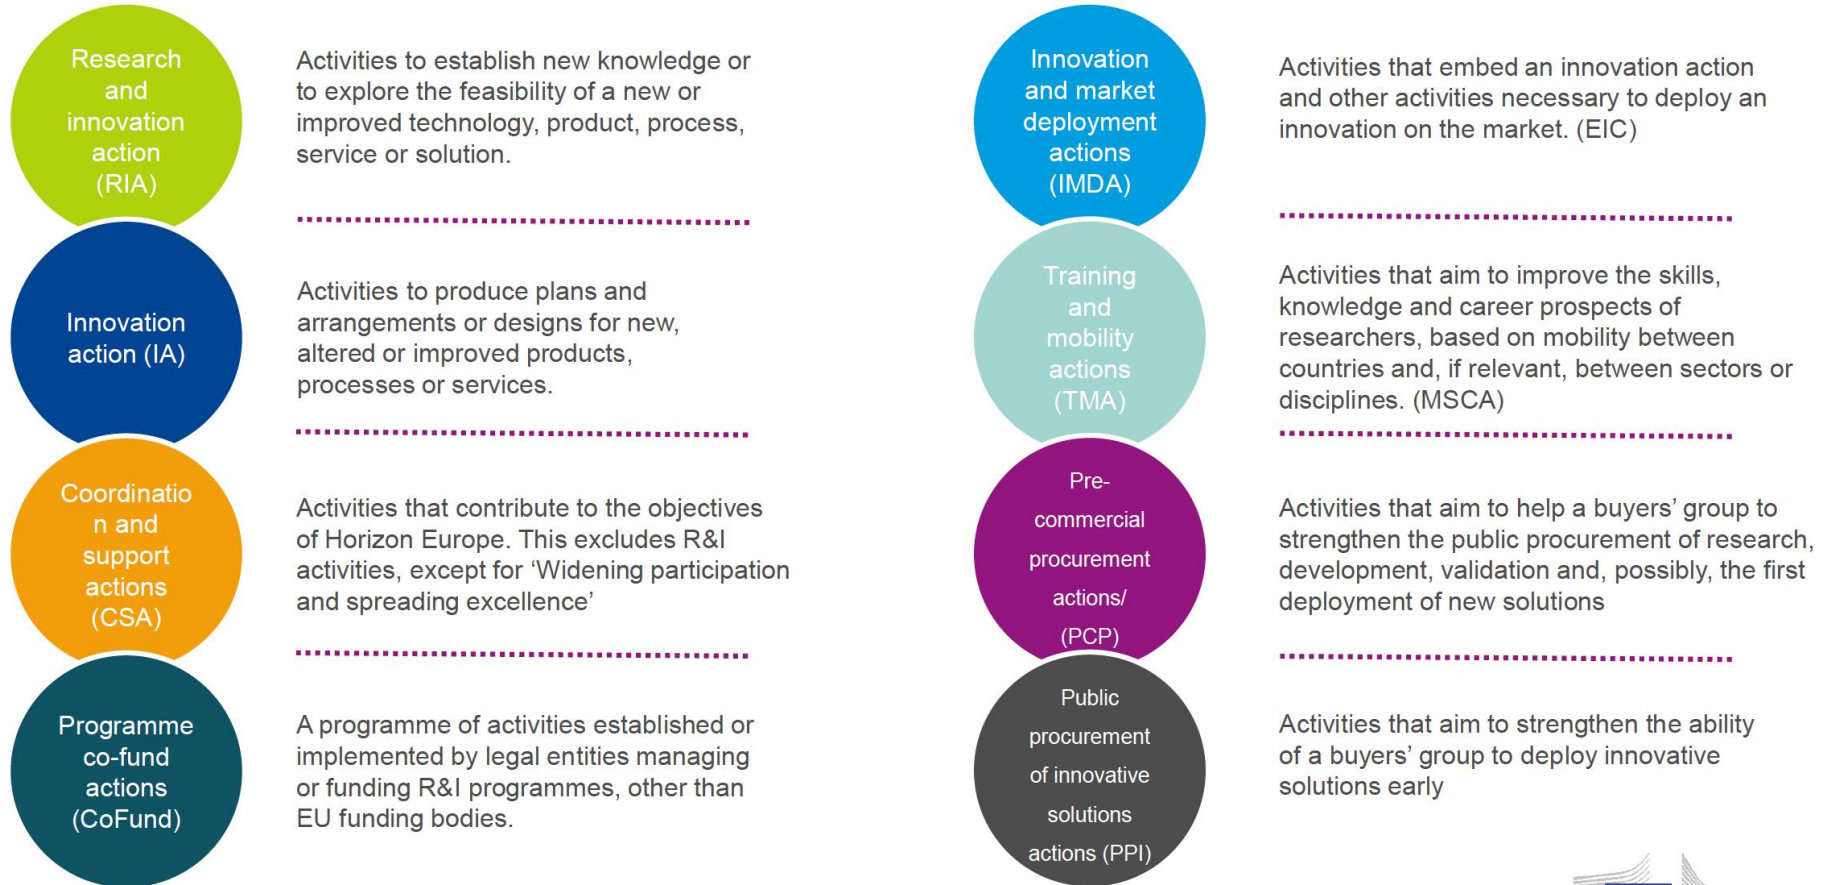 Research
and
innovation
action
(RIA)
Activities to establish new knowledge or
to explore the feasibility of a new or
improved technology, product, process,
service or solution.
Innovation
action (IA)
Activities to produce plans and
arrangements or designs for new,
altered or improved products,
processes or services.
Coordinatio
n and
support
actions
(CSA)
Activities that contribute to the objectives
of Horizon Europe. This excludes R&I
activities, except for ‘Widening participation
and spreading excellence’
Programme
co-fund
actions
(CoFund)
A programme of activities established or
implemented by legal entities managing
or funding R&I programmes, other than
EU funding bodies.
Innovation
and market
deployment
actions
(IMDA)
Activities that embed an innovation action
and other activities necessary to deploy an
innovation on the market. (EIC)
Training
and
mobility
actions
(TMA)
Activities that aim to improve the skills,
knowledge and career prospects of
researchers, based on mobility between
countries and, if relevant, between sectors or
disciplines. (MSCA)
Pre-
commercial
procurement
actions/
(PCP)
Activities that aim to help a buyers’ group to
strengthen the public procurement of research,
development, validation and, possibly, the first
deployment of new solutions
Public
procurement
of innovative
solutions
actions (PPI)
Activities that aim to strengthen the ability
of a buyers’ group to deploy innovative
solutions early